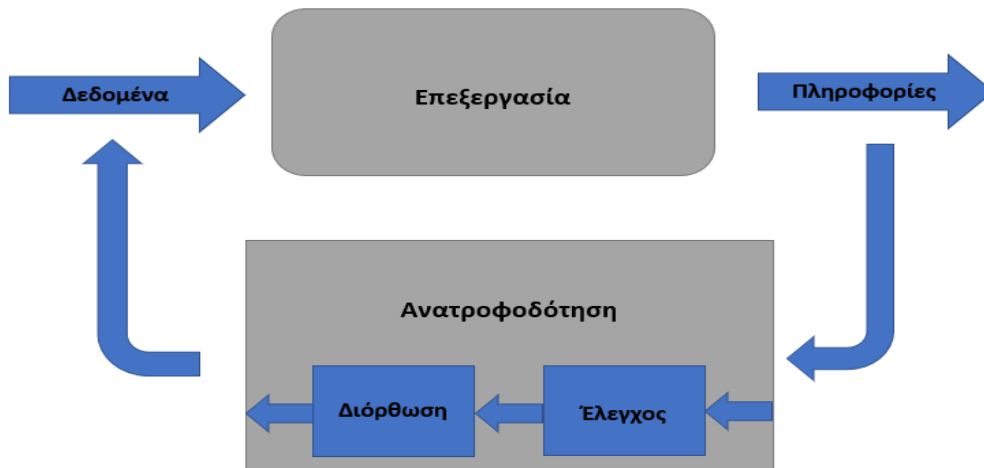 Δεδομένα
Επεξεργασία
Πληροφορίες
Ανατροφοδότηση
Διόρθωση
Έλεγχος